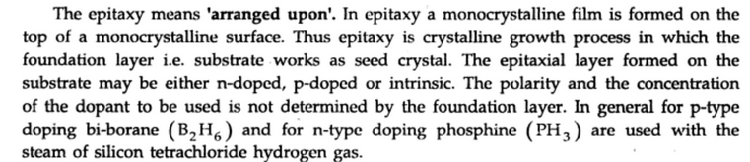 The epitaxy means 'arranged upon'. In epitaxy a monocrystalline film is formed on the
top of a monocrystalline surface. Thus epitaxy is crystalline growth process in which the
foundation layer i.e. substrate works as seed crystal. The epitaxial layer formed on the
substrate may be either n-doped, p-doped or intrinsic. The polarity and the concentration
of the dopant to be used is not determined by the foundation layer. In general for p-type
doping bi-borane (B₂H₆) and for n-type doping phosphine (PH₃) are used with the
steam of silicon tetrachloride hydrogen gas.